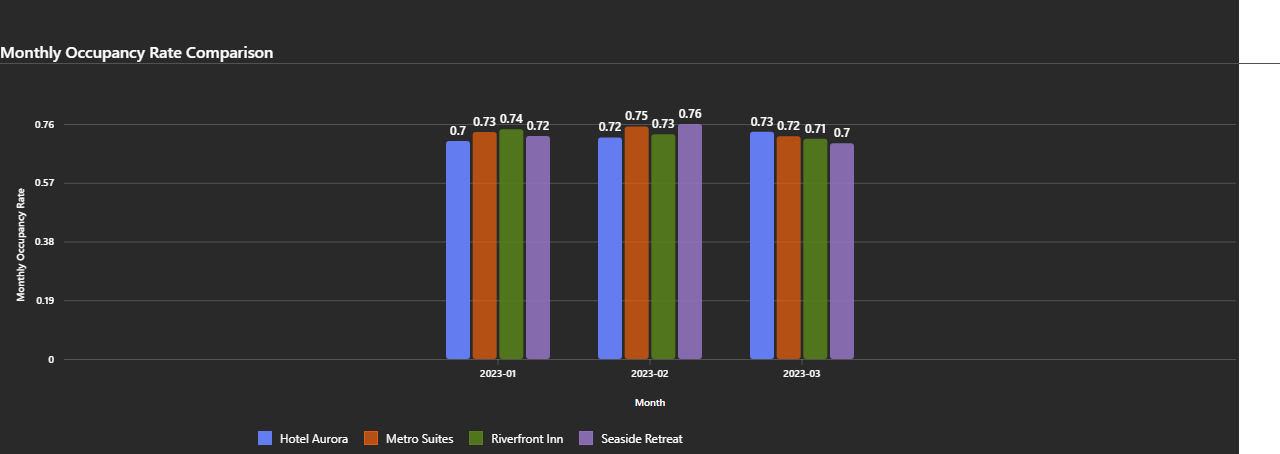 Monthly Occupancy Rate Comparison
0.76
0.57
0.38
0.19
0
Monthly Occupancy Rate
0.7 0.73 0.74 0.72
0.72 0.75 0.73 0.76
0.73 0.72 0.71 0.7
2023-01 2023-02 2023-03
Month
Hotel Aurora Metro Suites Riverfront Inn Seaside Retreat